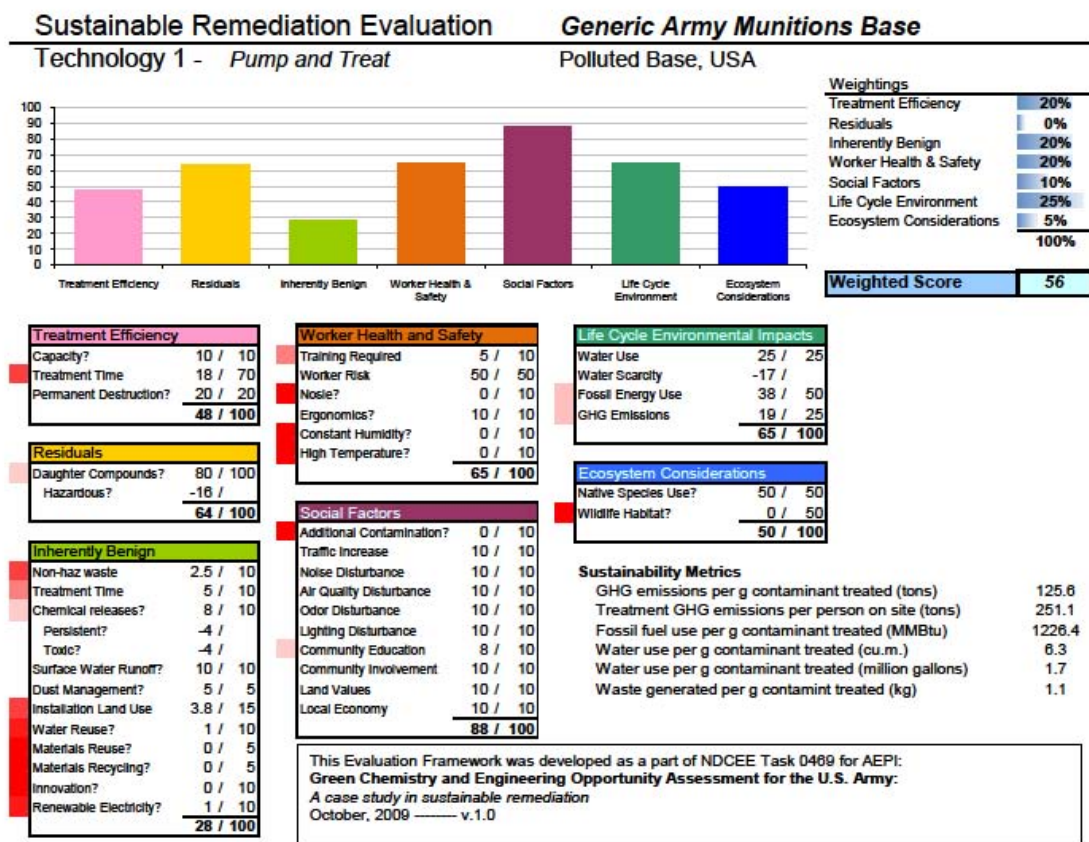 Sustainable Remediation Evaluation Generic Army Munitions Base
Technology 1 - Pump and Treat Polluted Base, USA
100
90
80
70
60
50
40
30
20
10
0
Treatment Efficiency
Residuals
Inherently Benign
Worker Health & Safety
Social Factors
Life Cycle Environment
Ecosystem Considerations
Weightings
Treatment Efficiency 20%
Residuals 0%
Inherently Benign 20%
Worker Health & Safety 20%
Social Factors 10%
Life Cycle Environment 25%
Ecosystem Considerations 5%
100%
Weighted Score 56
Treatment Efficiency
Capacity? 10 / 10
Treatment Time 18 / 70
Permanent Destruction? 20 / 20
48 / 100
Residuals
Daughter Compounds? 80 / 100
Hazardous? -16 /
64 / 100
Inherently Benign
Non-haz waste 2.5 / 10
Treatment Time 5 / 10
Chemical releases? 8 / 10
Persistent? -4 /
Toxic? -4 /
Surface Water Runoff? 10 / 10
Dust Management? 5 / 5
Installation Land Use 3.8 / 15
Water Reuse? 1 / 10
Materials Reuse? 0 / 5
Materials Recycling? 0 / 5
Innovation? 0 / 10
Renewable Electricity? 1 / 10
28 / 100
Worker Health and Safety
Training Required 5 / 10
Worker Risk 50 / 50
Nosie? 0 / 10
Ergonomics? 10 / 10
Constant Humidity? 0 / 10
High Temperature? 0 / 10
65 / 100
Social Factors
Additional Contamination? 0 / 10
Traffic Increase 10 / 10
Noise Disturbance 10 / 10
Air Quality Disturbance 10 / 10
Odor Disturbance 10 / 10
Lighting Disturbance 10 / 10
Community Education 8 / 10
Community Involvement 10 / 10
Land Values 10 / 10
Local Economy 10 / 10
88 / 100
Life Cycle Environmental Impacts
Water Use 25 / 25
Water Scarcity -17 /
Fossil Energy Use 38 / 50
GHG Emissions 19 / 25
65 / 100
Ecosystem Considerations
Native Species Use? 50 / 50
Wildlife Habitat? 0 / 50
50 / 100
Sustainability Metrics
GHG emissions per g contaminant treated (tons) 125.6
Treatment GHG emissions per person on site (tons) 251.1
Fossil fuel use per g contaminant treated (MMBtu) 1226.4
Water use per g contaminant treated (cu.m.) 6.3
Water use per g contaminant treated (million gallons) 1.7
Waste generated per g contamint treated (kg) 1.1
This Evaluation Framework was developed as a part of NDCEE Task 0469 for AEPI:
Green Chemistry and Engineering Opportunity Assessment for the U.S. Army:
A case study in sustainable remediation
October, 2009 -------- v.1.0